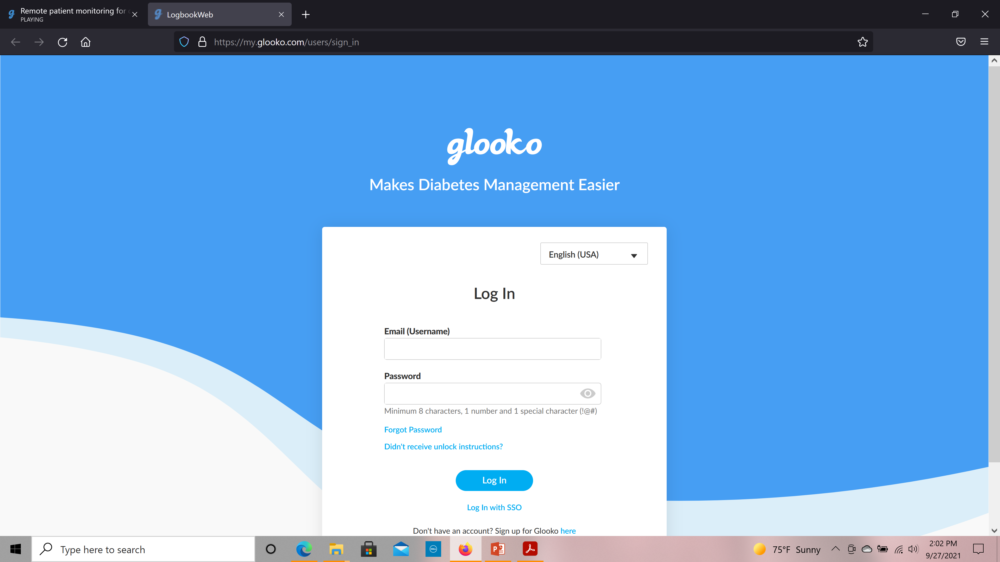 Remote patient monitoring for
PLAYING
LogbookWeb
https://my.glooko.com/users/sign_in
glooko
Makes Diabetes Management Easier
English (USA)
Log In
Email (Username)
Password
Minimum 8 characters, 1 number and 1 special character (!@#)
Forgot Password
Didn't receive unlock instructions?
Log In
Log In with SSO
Don't have an account? Sign up for Glooko here
Type here to search
DELL
75°F Sunny
2:02 PM
9/27/2021